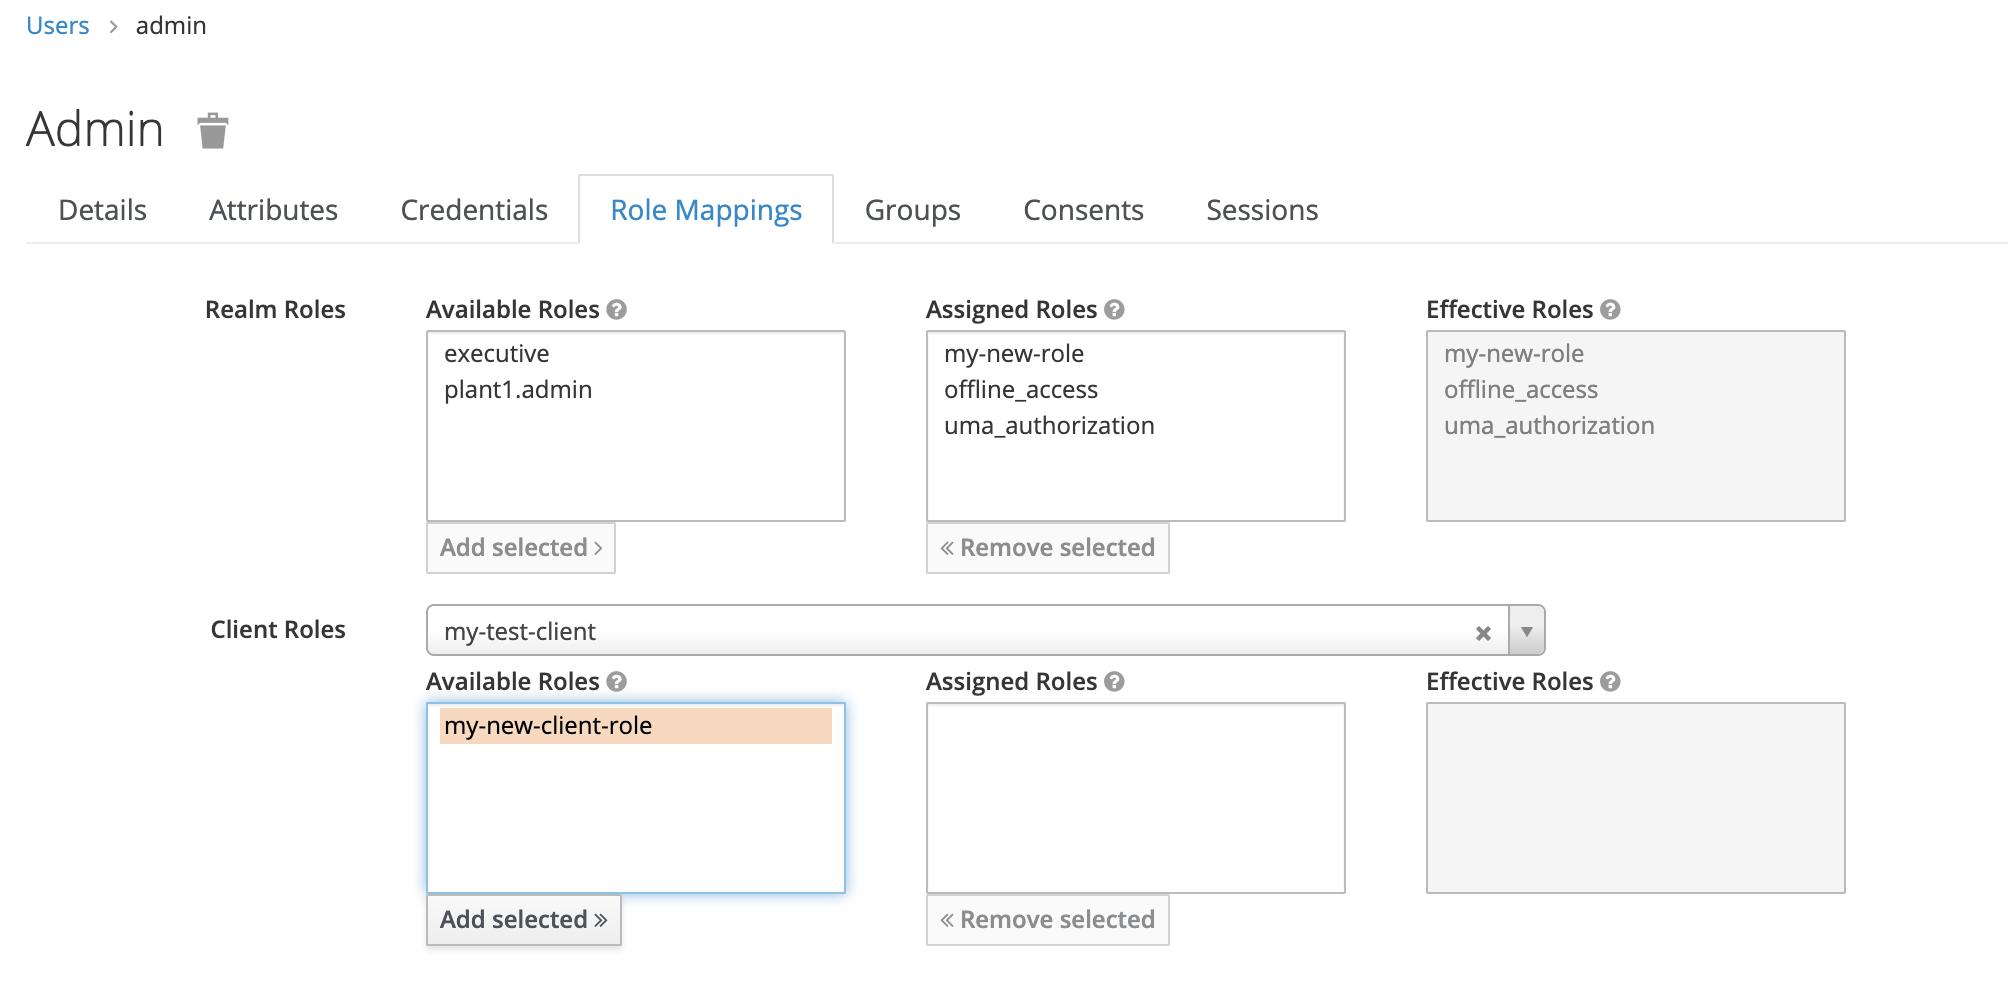 Users > admin
Admin
Details Attributes Credentials Role Mappings Groups Consents Sessions
Realm Roles Available Roles ? Assigned Roles ? Effective Roles ?
executive my-new-role my-new-role
plant1.admin offline_access offline_access
uma_authorization uma_authorization
Add selected > « Remove selected
Client Roles my-test-client
Available Roles ? Assigned Roles ? Effective Roles ?
my-new-client-role
Add selected » « Remove selected